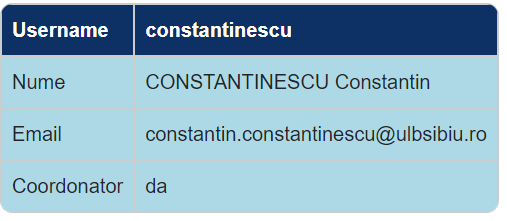 Username constantinescu
Nume CONSTANTINESCU Constantin
Email constantin.constantinescu@ulbsibiu.ro
Coordonator da